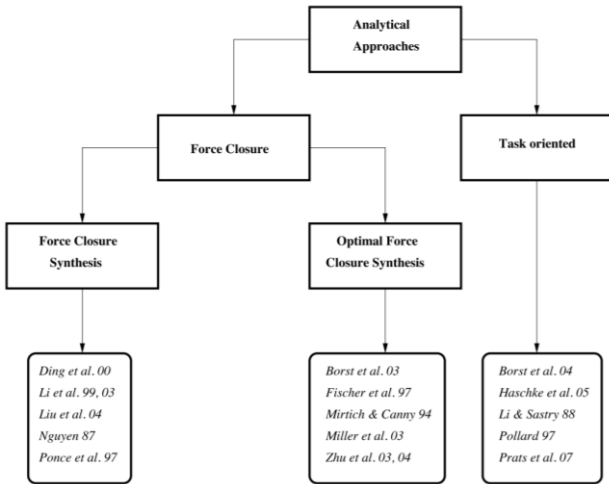 Analytical
Approaches
Force Closure
Task oriented
Force Closure
Synthesis
Optimal Force
Closure Synthesis
Ding et al. 00
Li et al. 99, 03
Liu et al. 04
Nguyen 87
Ponce et al. 97
Borst et al. 03
Fischer et al. 97
Mirtich & Canny 94
Miller et al. 03
Zhu et al. 03, 04
Borst et al. 04
Haschke et al. 05
Li & Sastry 88
Pollard 97
Prats et al. 07